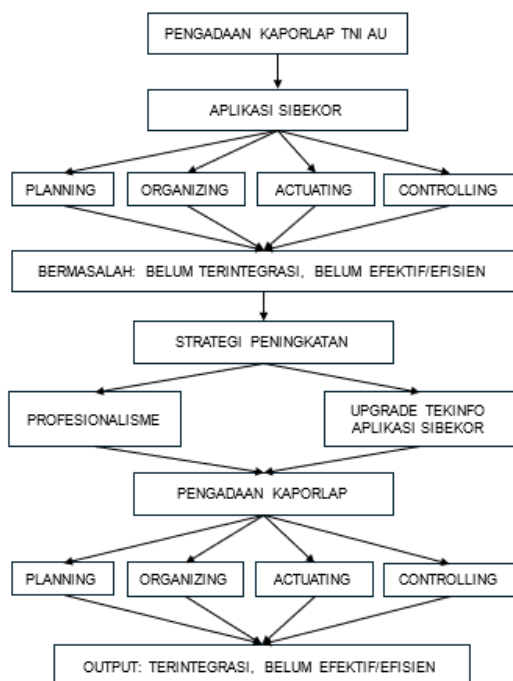 PENGADAAN KAPORLAP TNI AU
APLIKASI SIBEKOR
PLANNING
ORGANIZING
ACTUATING
CONTROLLING
BERMASALAH: BELUM TERINTEGRASI, BELUM EFEKTIF/EFISIEN
STRATEGI PENINGKATAN
PROFESIONALISME
UPGRADE TEKINFO
APLIKASI SIBEKOR
PENGADAAN KAPORLAP
PLANNING
ORGANIZING
ACTUATING
CONTROLLING
OUTPUT: TERINTEGRASI, BELUM EFEKTIF/EFISIEN